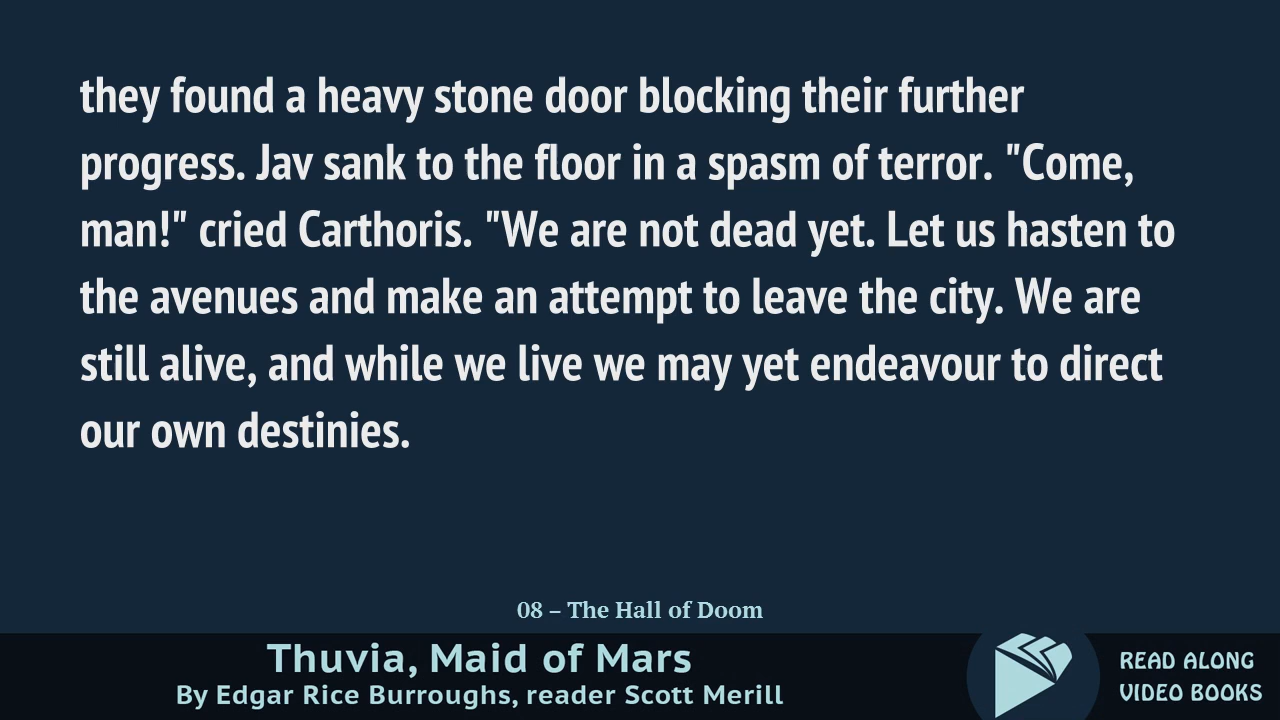 they found a heavy stone door blocking their further
progress. Jav sank to the floor in a spasm of terror. "Come,
man!" cried Carthoris. "We are not dead yet. Let us hasten to
the avenues and make an attempt to leave the city. We are
still alive, and while we live we may yet endeavour to direct
our own destinies.
08 – The Hall of Doom
Thuvia, Maid of Mars
By Edgar Rice Burroughs, reader Scott Merill
READ ALONG
VIDEO BOOKS